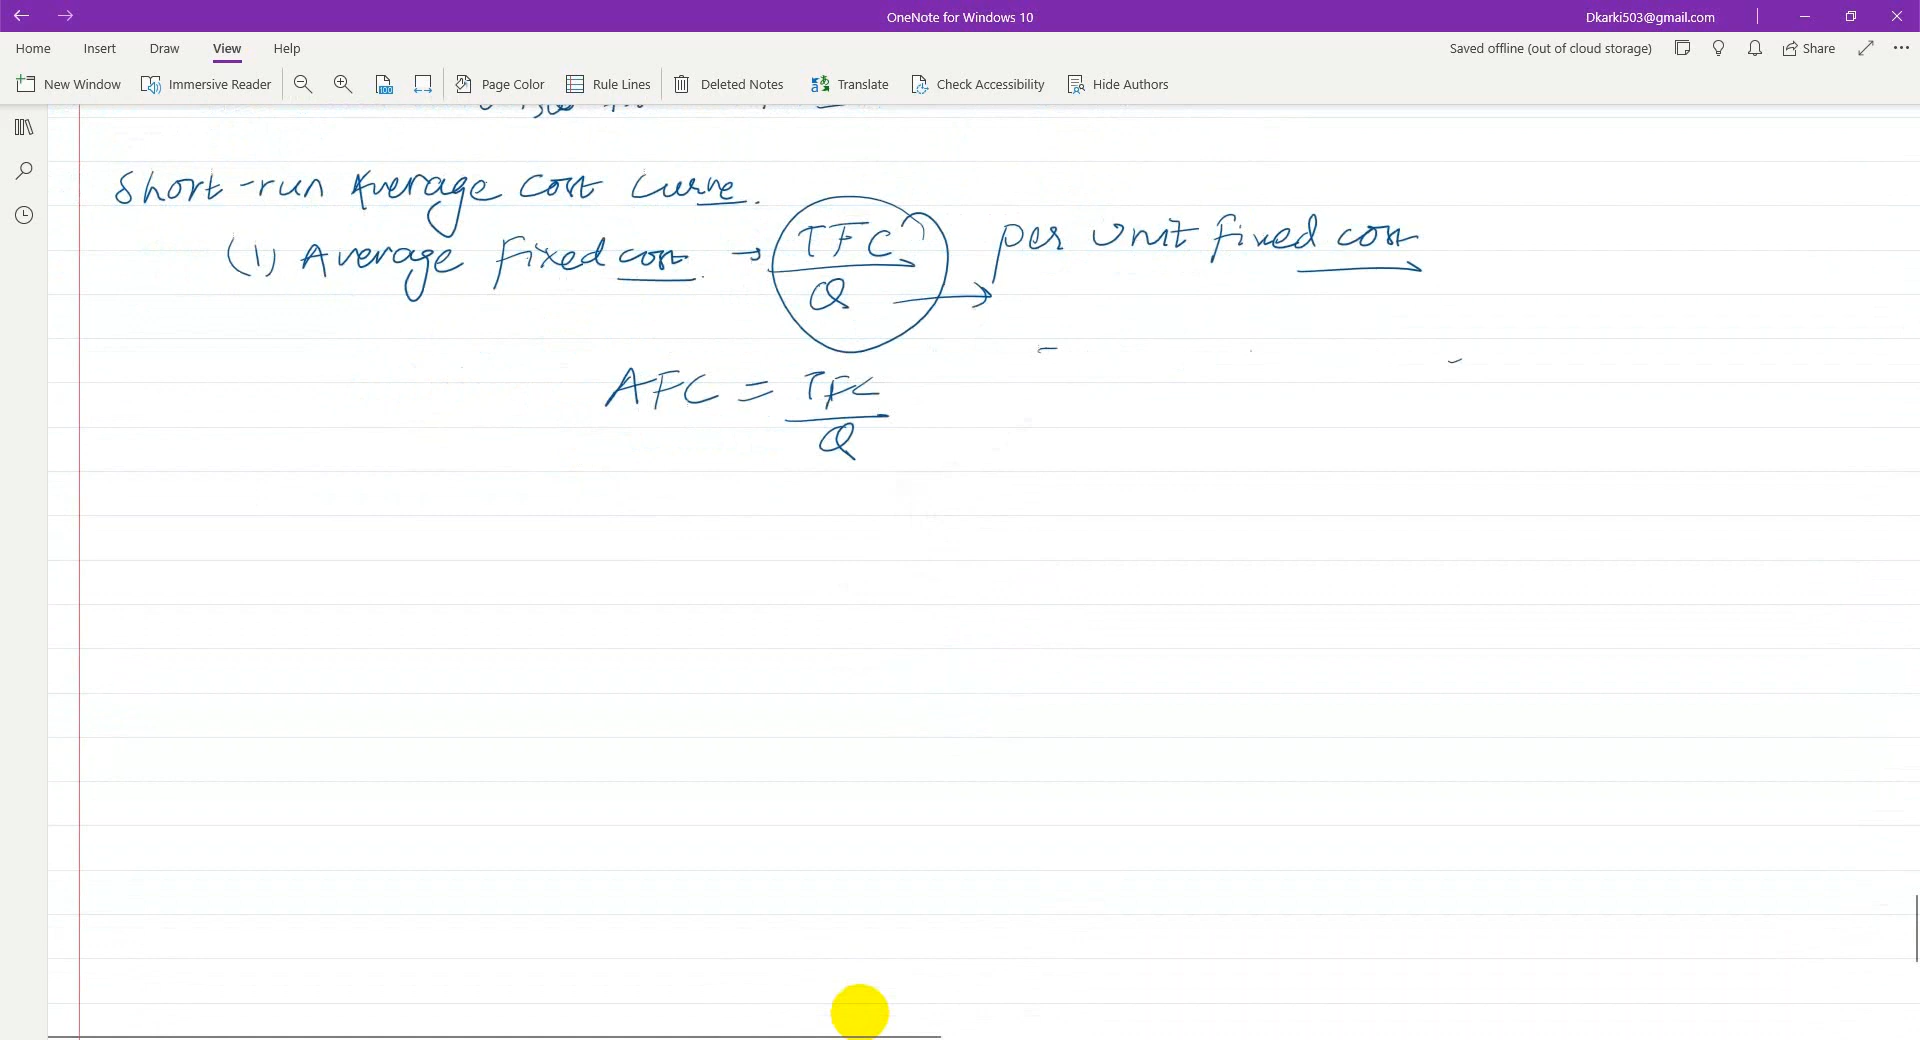 OneNote for Windows 10
Dkarki503@gmail.com
Home Insert Draw View Help
Saved offline (out of cloud storage) Share
New Window Immersive Reader 100 Page Color Rule Lines Deleted Notes Translate Check Accessibility Hide Authors
Short-run Average cost curve.
(1) Average fixed cost. → TFC per unit fixed cost
Q
AFC = TFC
Q